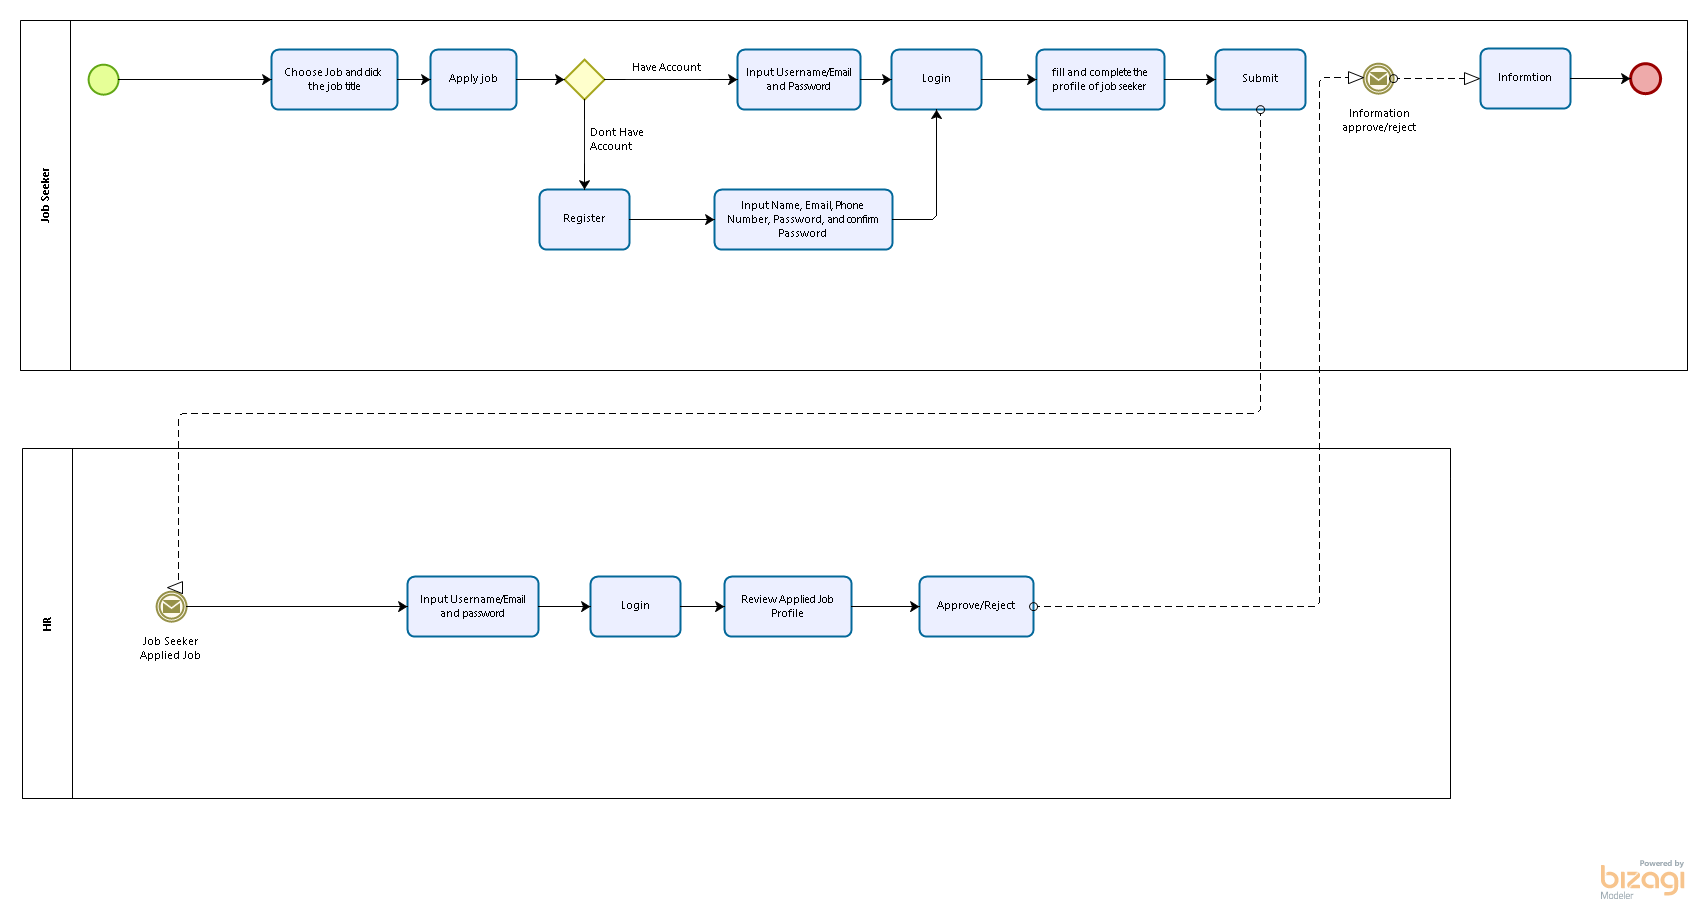 Job Seeker
Choose Job and click
the job title
Apply job
Have Account
Dont Have
Account
Input Username/Email
and Password
Login
fill and complete the
profile of job seeker
Submit
Information
approve/reject
Informtion
Register
Input Name, Email, Phone
Number, Password, and confirm
Password
HR
Job Seeker
Applied Job
Input Username/Email
and password
Login
Review Applied Job
Profile
Approve/Reject
Powered by
bizagi
Modeler